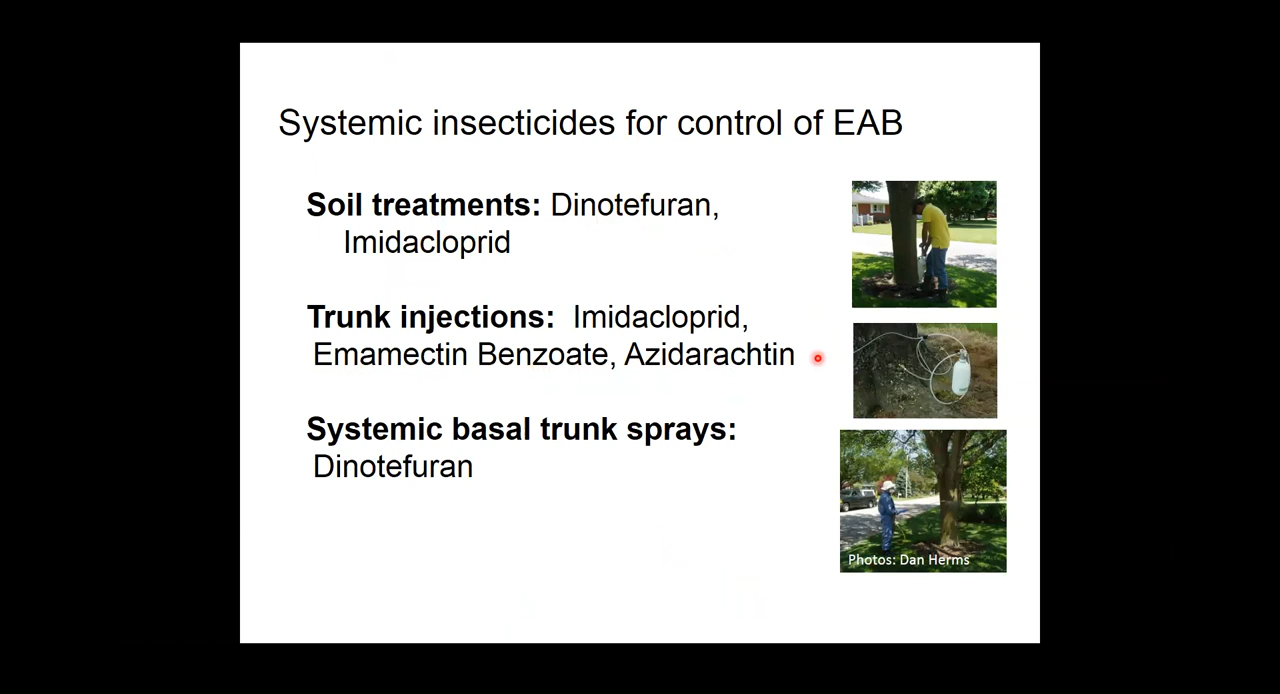 Systemic insecticides for control of EAB
Soil treatments: Dinotefuran,
Imidacloprid
Trunk injections: Imidacloprid,
Emamectin Benzoate, Azidarachtin
Systemic basal trunk sprays:
Dinotefuran
Photos: Dan Herms